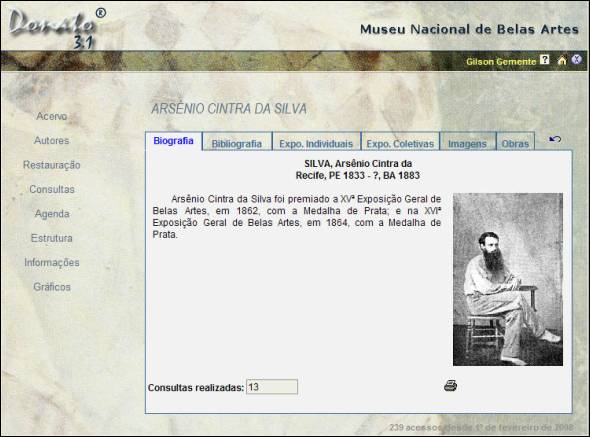 Donato ®
3.1
Museu Nacional de Belas Artes
Gilson Gemente ? X
Acervo
Autores
Restauração
Consultas
Agenda
Estrutura
Informações
Gráficos
ARSÊNIO CINTRA DA SILVA
Biografia Bibliografia Expo. Individuais Expo. Coletivas Imagens Obras
SILVA, Arsênio Cintra da
Recife, PE 1833 - ?, BA 1883
Arsênio Cintra da Silva foi premiado a XVª Exposição Geral de
Belas Artes, em 1862, com a Medalha de Prata; e na XVIª
Exposição Geral de Belas Artes, em 1864, com a Medalha de
Prata.
Consultas realizadas: 13
239 acessos desde 1º de fevereiro de 2008